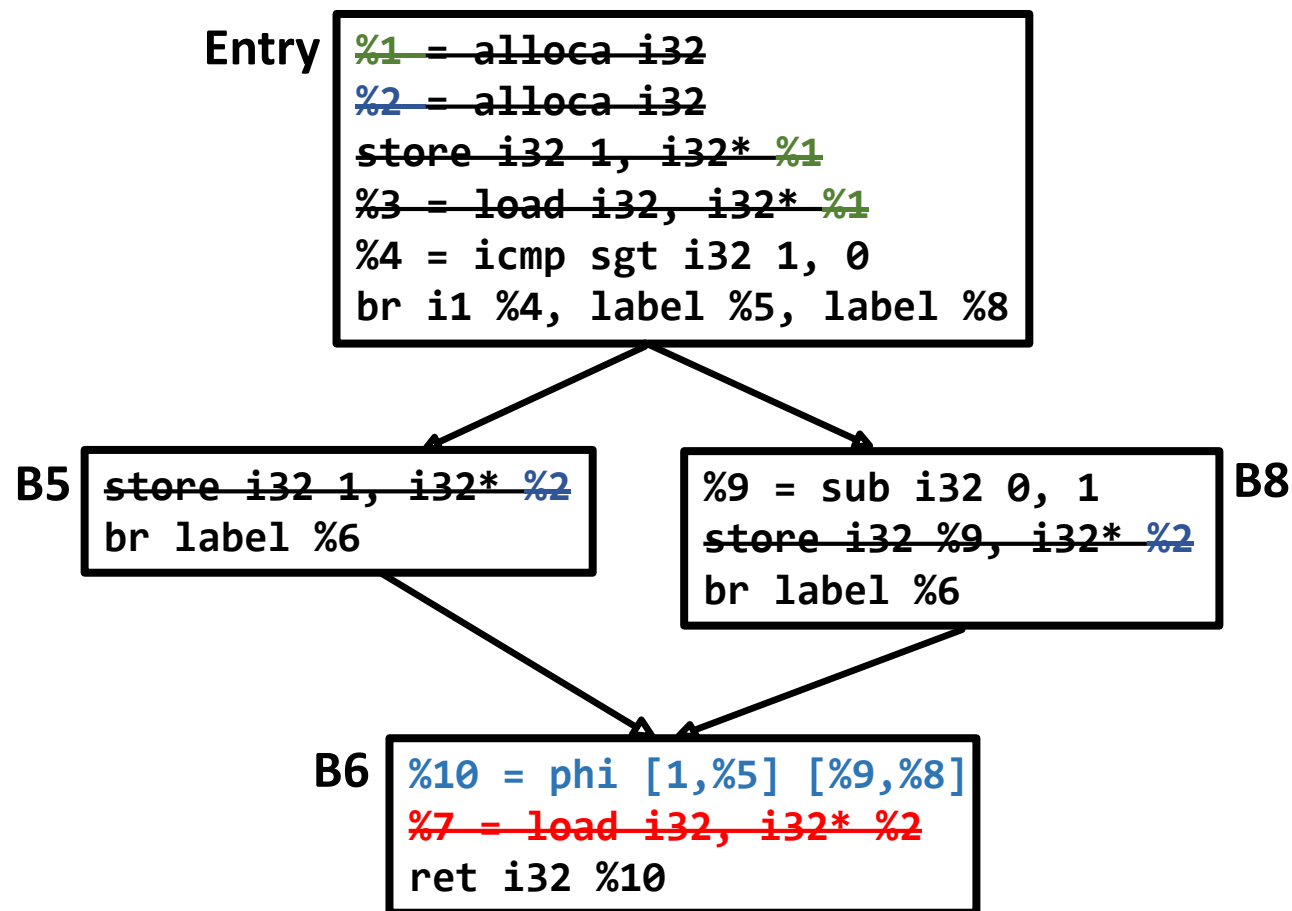 Entry
%1 = alloca i32
%2 = alloca i32
store i32 1, i32* %1
%3 = load i32, i32* %1
%4 = icmp sgt i32 1, 0
br i1 %4, label %5, label %8
B5
store i32 1, i32* %2
br label %6
%9 = sub i32 0, 1
store i32 %9, i32* %2
br label %6
B8
B6
%10 = phi [1,%5] [%9,%8]
%7 = load i32, i32* %2
ret i32 %10